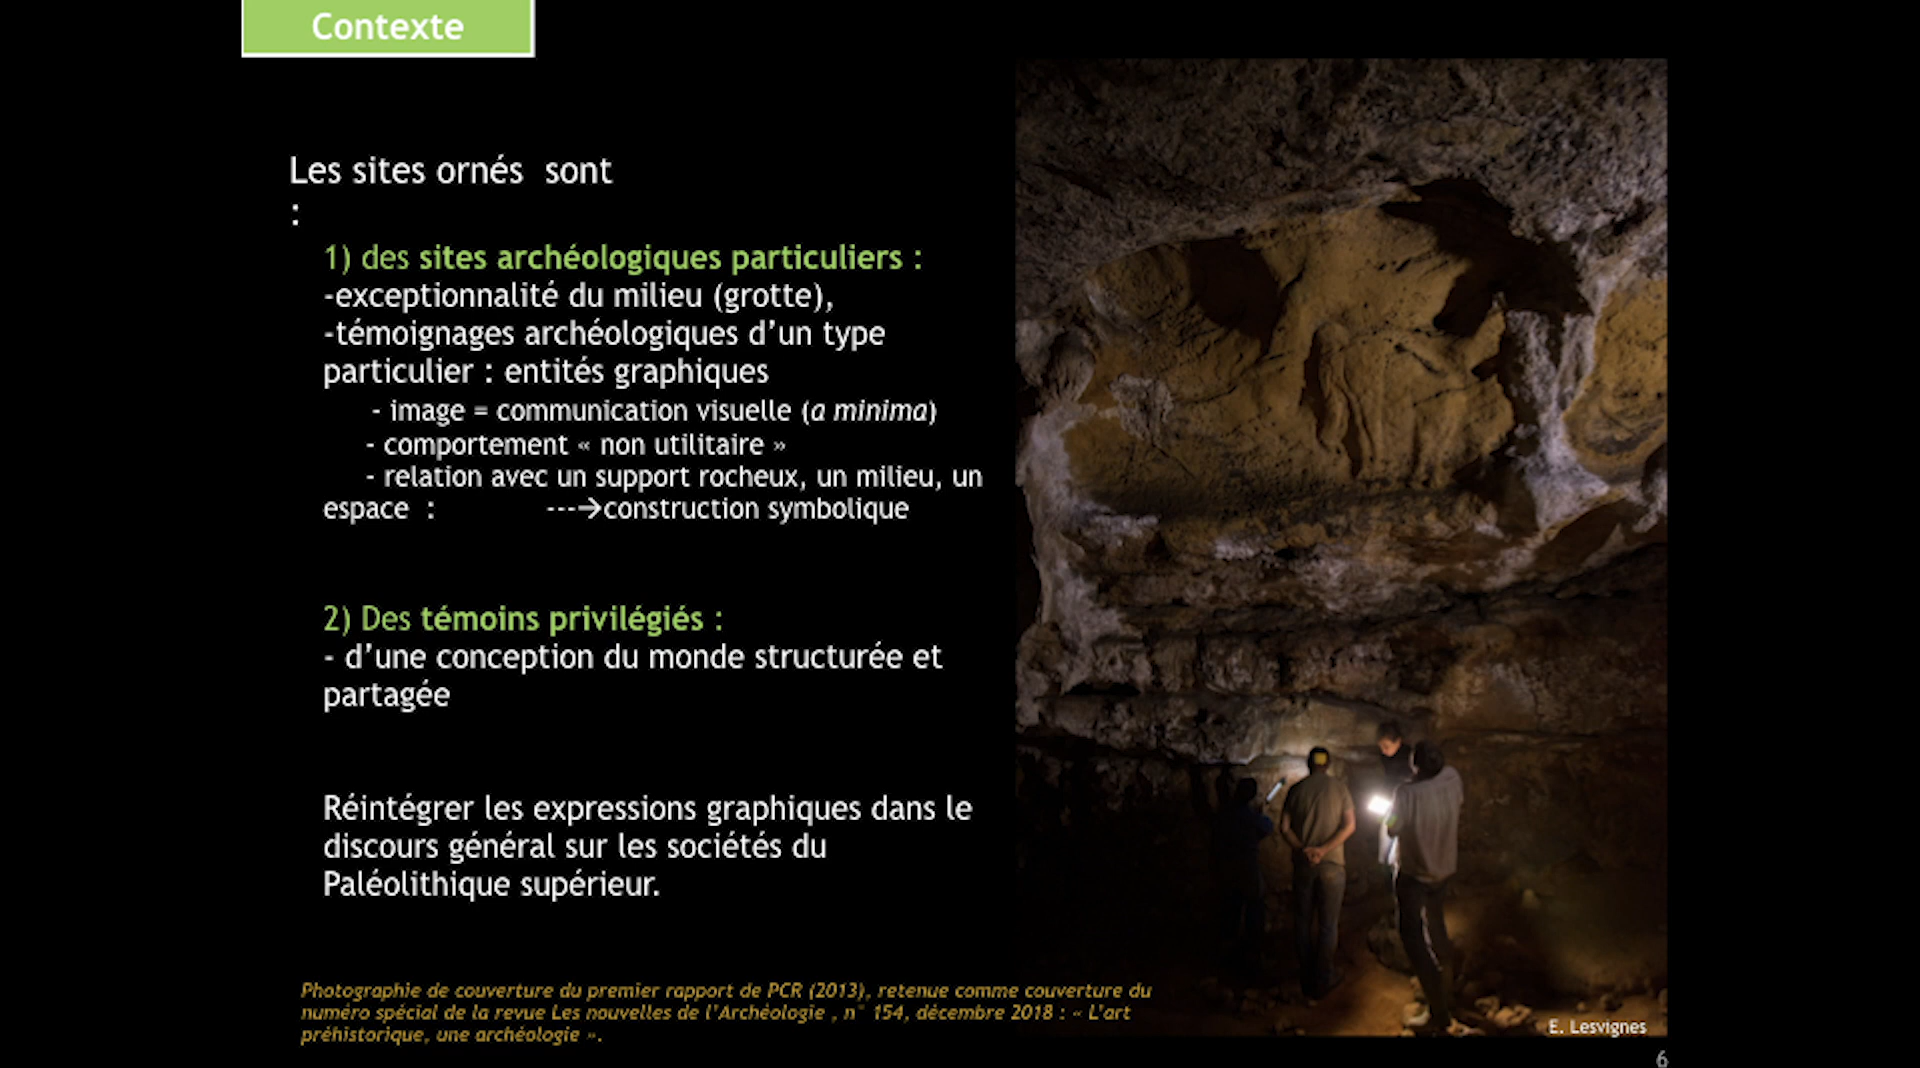 Contexte
Les sites ornés sont
:
1) des sites archéologiques particuliers :
-exceptionnalité du milieu (grotte),
-témoignages archéologiques d’un type
particulier : entités graphiques
- image = communication visuelle (a minima)
- comportement « non utilitaire »
- relation avec un support rocheux, un milieu, un
espace : ---→construction symbolique
2) Des témoins privilégiés :
- d’une conception du monde structurée et
partagée
Réintégrer les expressions graphiques dans le
discours général sur les sociétés du
Paléolithique supérieur.
Photographie de couverture du premier rapport de PCR (2013), retenue comme couverture du
numéro spécial de la revue Les nouvelles de l’Archéologie , n° 154, décembre 2018 : « L’art
préhistorique, une archéologie ».
E. Lesvignes
6